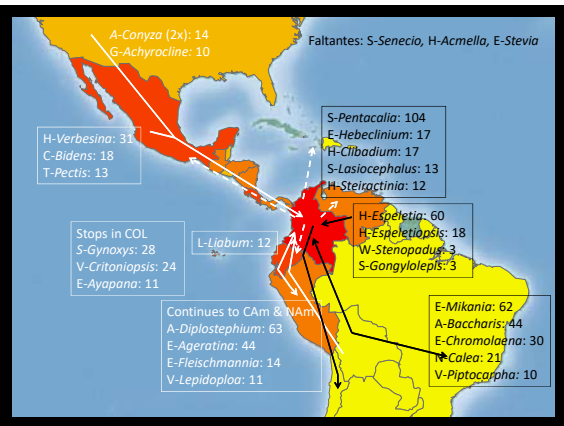 A-Conyza (2x): 14
G-Achyrocline: 10
Faltantes: S-Senecio, H-Acmella, E-Stevia
H-Verbesina: 31
C-Bidens: 18
T-Pectis: 13
S-Pentacalia: 104
E-Hebeclinium: 17
H-Clibadium: 17
S-Lasiocephalus: 13
H-Steiractinia: 12
Stops in COL
S-Gynoxys: 28
V-Critoniopsis: 24
E-Ayapana: 11
L-Liabum: 12
H-Espeletia: 60
H-Espeletiopsis: 18
W-Stenopadus: 3
S-Gongylolepis: 3
Continues to CAm & NAm
A-Diplostephium: 63
E-Ageratina: 44
E-Fleischmannia: 14
V-Lepidoploa: 11
E-Mikania: 62
A-Baccharis: 44
E-Chromolaena: 30
N-Calea: 21
V-Piptocarpha: 10